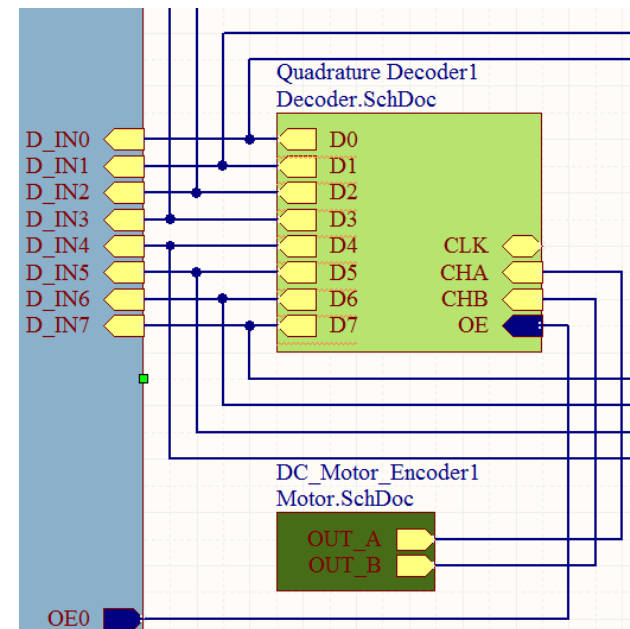 Quadrature Decoder1
Decoder.SchDoc
D_IN0 D0
D_IN1 D1
D_IN2 D2
D_IN3 D3
D_IN4 D4 CLK
D_IN5 D5 CHA
D_IN6 D6 CHB
D_IN7 D7 OE
DC_Motor_Encoder1
Motor.SchDoc
OUT_A
OUT_B
OE0